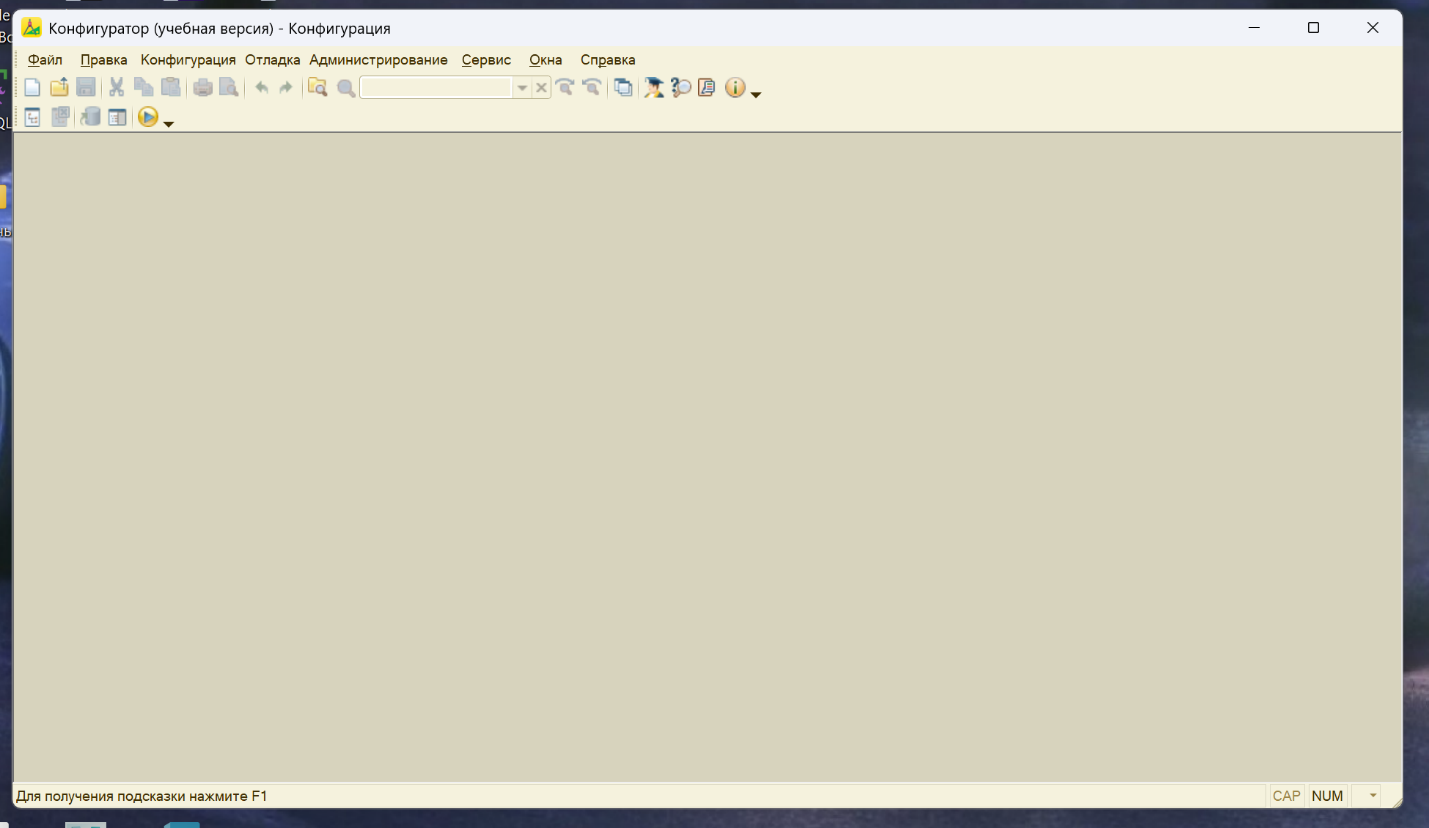 Конфигуратор (учебная версия) - Конфигурация
Файл Правка Конфигурация Отладка Администрирование Сервис Окна Справка
Для получения подсказки нажмите F1 CAP NUM